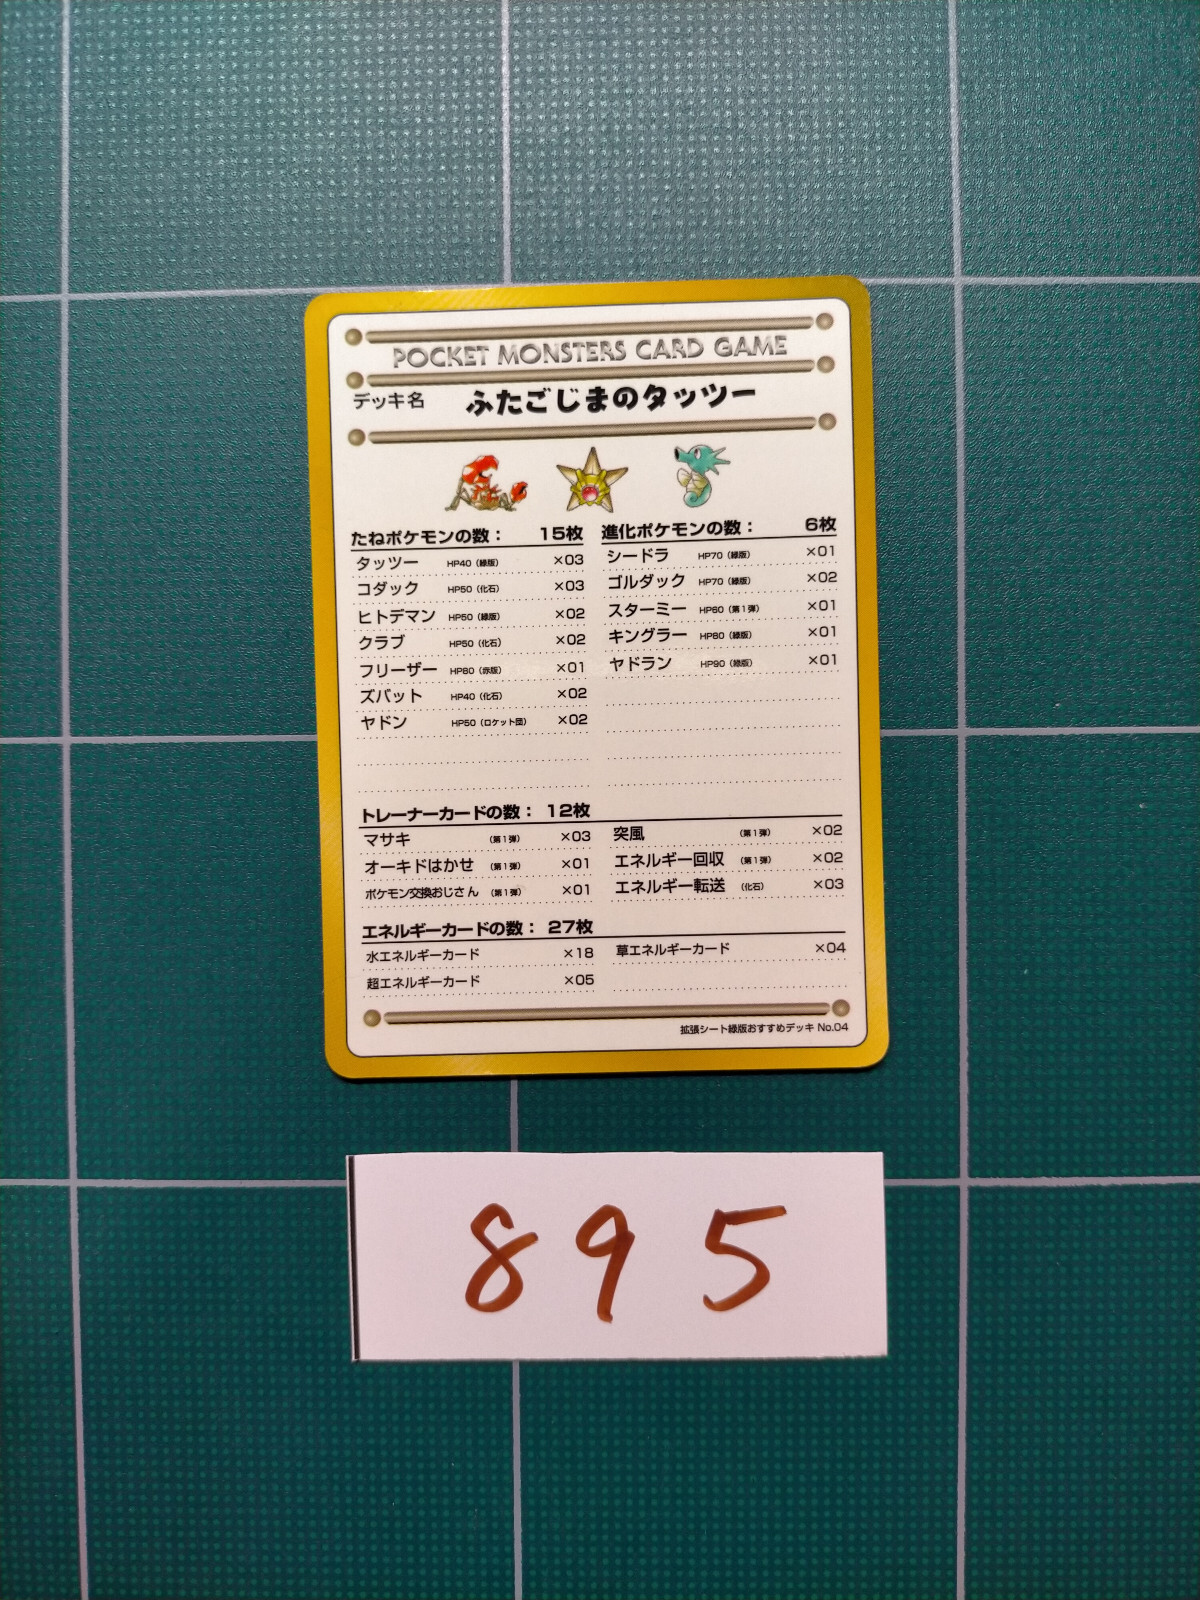 POCKET MONSTERS CARD GAME
デッキ名 ふたごじまのタッツー
たねポケモンの数： 15枚
タッツー HP40（緑版） ×03
コダック HP50（化石） ×03
ヒトデマン HP50（緑版） ×02
クラブ HP50（化石） ×02
フリーザー HP80（赤版） ×01
ズバット HP40（化石） ×02
ヤドン HP50（ロケット団） ×02
進化ポケモンの数： 6枚
シードラ HP70（緑版） ×01
ゴルダック HP70（緑版） ×02
スターミー HP60（第1弾） ×01
キングラー HP80（緑版） ×01
ヤドラン HP90（緑版） ×01
トレーナーカードの数： 12枚
マサキ （第1弾） ×03
オーキドはかせ （第1弾） ×01
ポケモン交換おじさん （第1弾） ×01
突風 （第1弾） ×02
エネルギー回収 （第1弾） ×02
エネルギー転送 （化石） ×03
エネルギーカードの数： 27枚
水エネルギーカード ×18
超エネルギーカード ×05
草エネルギーカード ×04
拡張シート緑版おすすめデッキ No.04
895